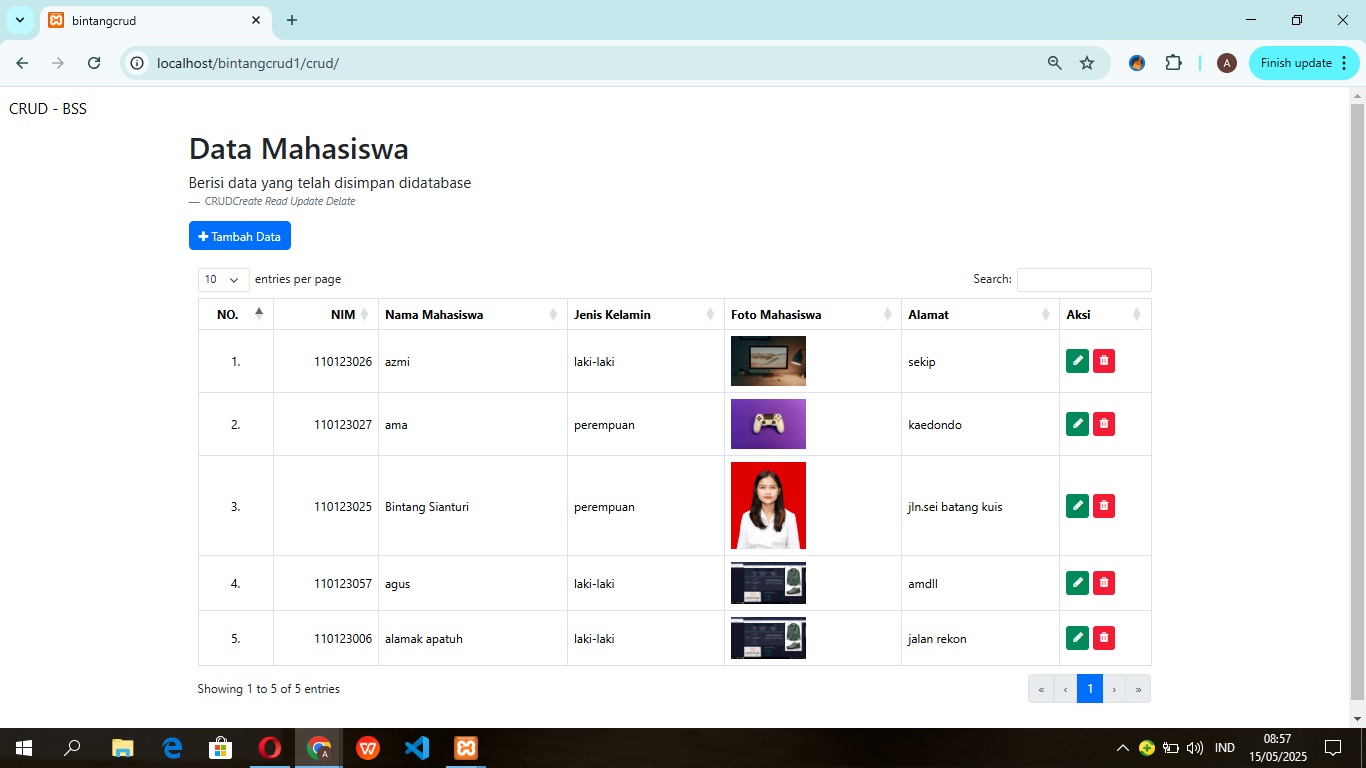 bintangcrud
localhost/bintangcrud1/crud/
A
Finish update
CRUD - BSS
Data Mahasiswa
Berisi data yang telah disimpan didatabase
— CRUDCreate Read Update Delate
Tambah Data
10 entries per page Search:
NO. NIM Nama Mahasiswa Jenis Kelamin Foto Mahasiswa Alamat Aksi
1. 110123026 azmi laki-laki sekip
2. 110123027 ama perempuan kaedondo
3. 110123025 Bintang Sianturi perempuan jln.sei batang kuis
4. 110123057 agus laki-laki amdll
5. 110123006 alamak apatuh laki-laki jalan rekon
Showing 1 to 5 of 5 entries « ‹ 1 › »
IND
08:57
15/05/2025